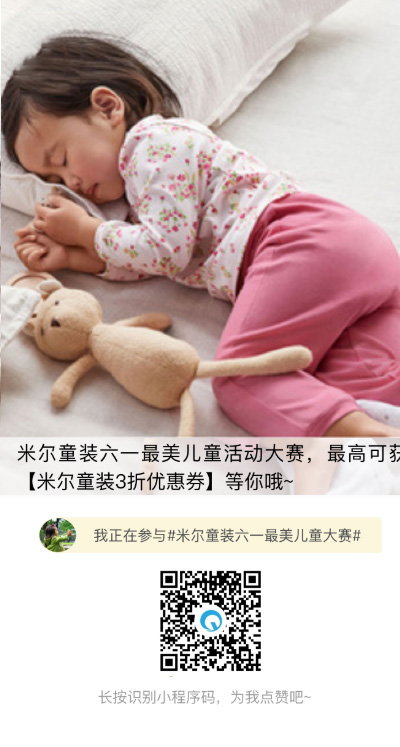 米尔童装六一最美儿童活动大赛，最高可获
【米尔童装3折优惠券】等你哦~
我正在参与#米尔童装六一最美儿童大赛#
长按识别小程序码，为我点赞吧~